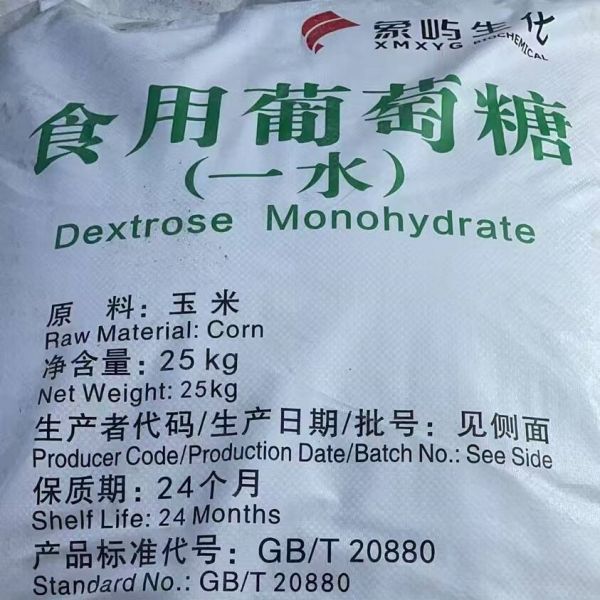 象屿生化
XMXYG BIOCHEMICAL
食用葡萄糖
(一水)
Dextrose Monohydrate
原 料：玉米
Raw Material: Corn
净含量：25 kg
Net Weight: 25kg
生产者代码/生产日期/批号：见侧面
Producer Code/Production Date/Batch No.: See Side
保质期：24个月
Shelf Life: 24 Months
产品标准代号：GB/T 20880
Standard No.: GB/T 20880